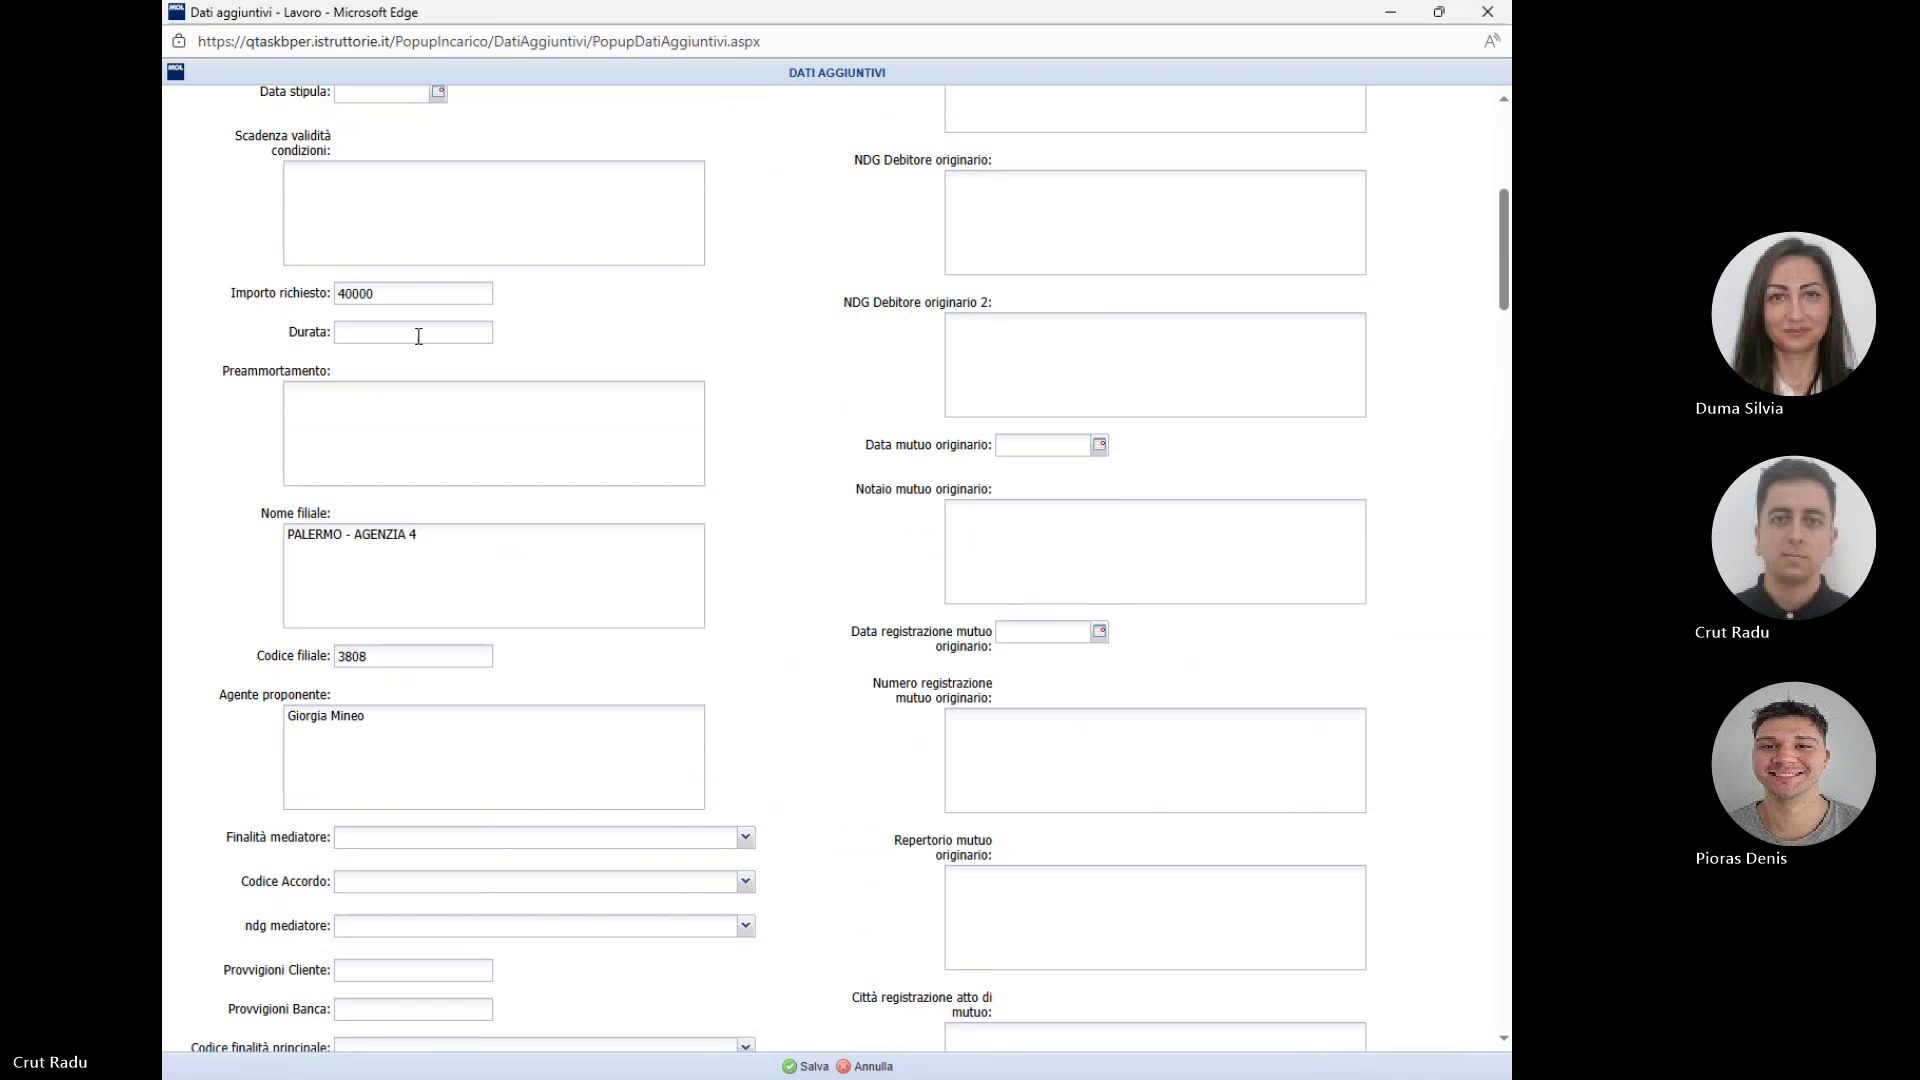 MOL
Dati aggiuntivi - Lavoro - Microsoft Edge
https://qtaskbper.istruttorie.it/PopupIncarico/DatiAggiuntivi/PopupDatiAggiuntivi.aspx
MOL
DATI AGGIUNTIVI
Data stipula:
Scadenza validità
condizioni:
Importo richiesto: 40000
Durata:
Preammortamento:
Nome filiale:
PALERMO - AGENZIA 4
Codice filiale: 3808
Agente proponente:
Giorgia Mineo
Finalità mediatore:
Codice Accordo:
ndg mediatore:
Provvigioni Cliente:
Provvigioni Banca:
Codice finalità principale:
NDG Debitore originario:
NDG Debitore originario 2:
Data mutuo originario:
Notaio mutuo originario:
Data registrazione mutuo
originario:
Numero registrazione
mutuo originario:
Repertorio mutuo
originario:
Città registrazione atto di
mutuo:
Salva Annulla
Duma Silvia
Crut Radu
Pioras Denis
Crut Radu